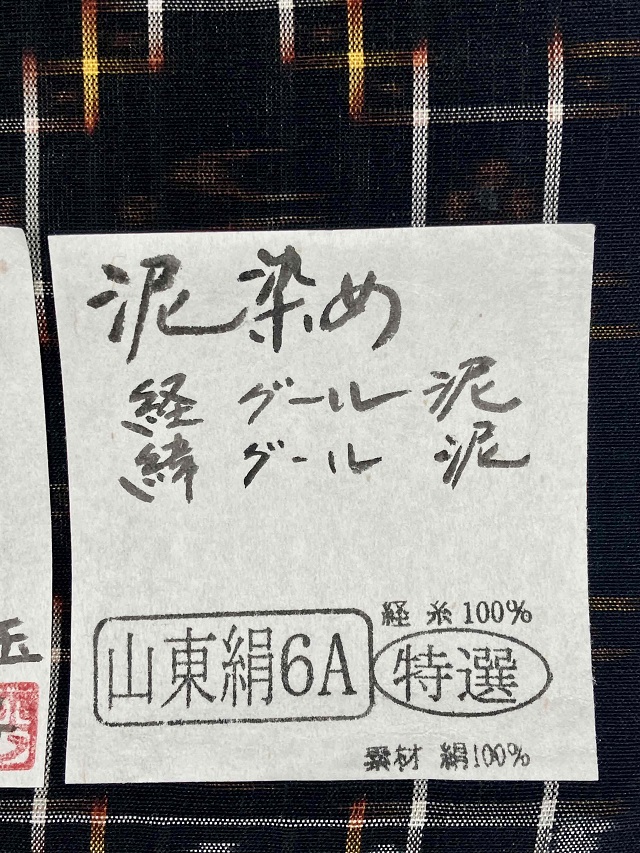 泥染め
経 グール 泥
緯 グール 泥
経糸100%
山東絹6A 特選
素材 絹100%
玉